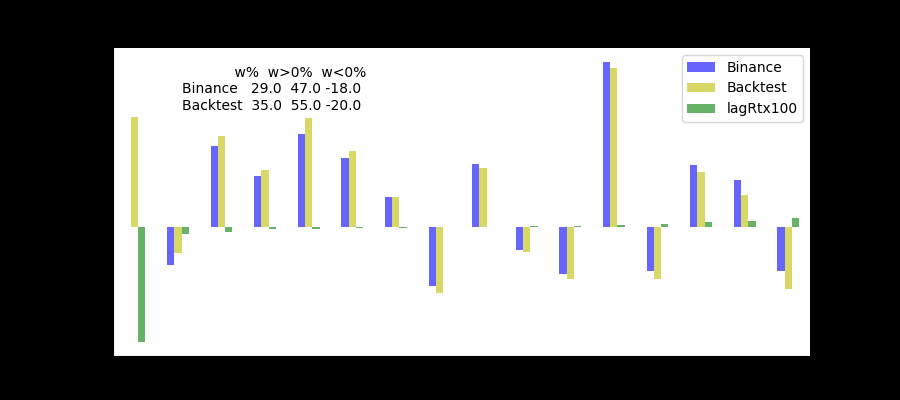 w% w>0% w<0%
Binance 29.0 47.0 -18.0
Backtest 35.0 55.0 -20.0
Binance
Backtest
lagRtx100